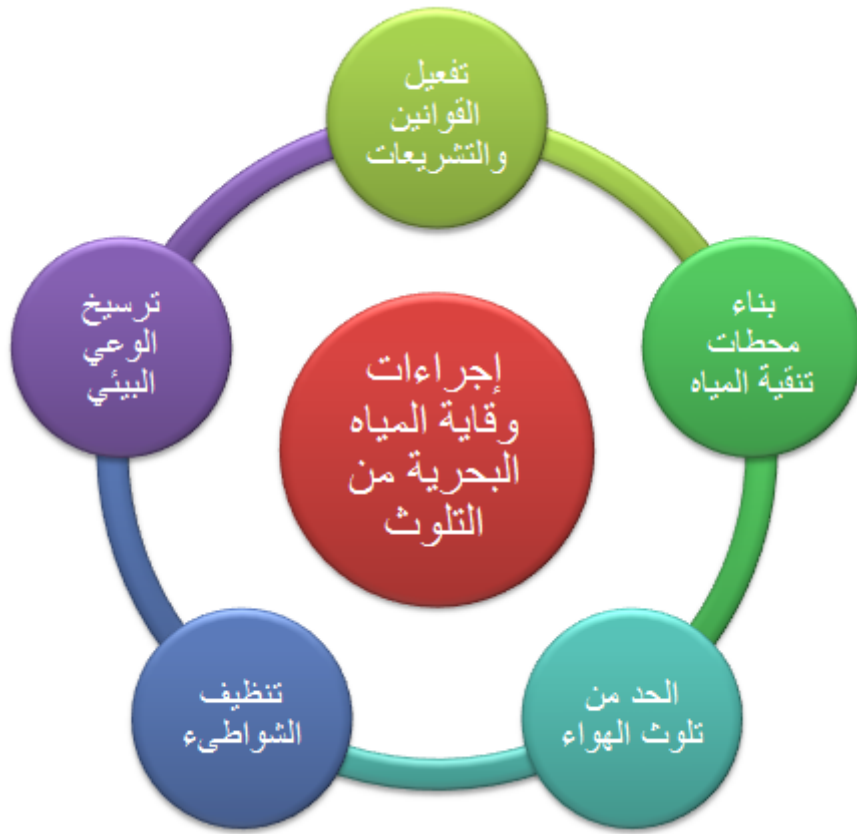 تفعيل
القوانين
والتشريعات
بناء
محطات
تنقية المياه
الحد من
تلوث الهواء
تنظيف
الشواطىء
ترسيخ
الوعي
البيئي
إجراءات
وقاية المياه
البحرية من
التلوث